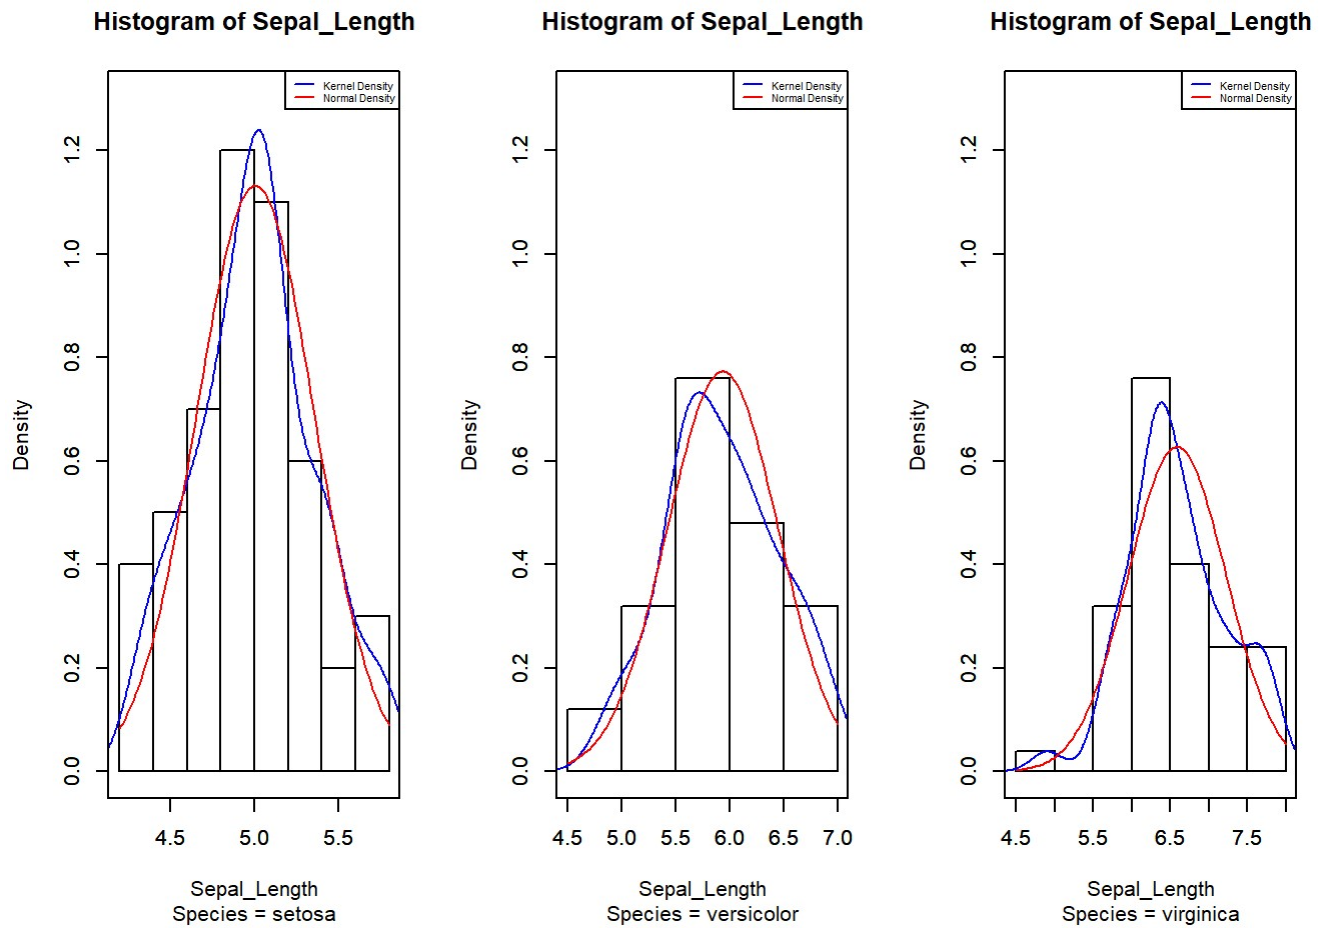 Histogram of Sepal_Length
Kernel Density
Normal Density
Density
0.0 0.2 0.4 0.6 0.8 1.0 1.2
4.5 5.0 5.5
Sepal_Length
Species = setosa
Histogram of Sepal_Length
Kernel Density
Normal Density
Density
0.0 0.2 0.4 0.6 0.8 1.0 1.2
4.5 5.0 5.5 6.0 6.5 7.0
Sepal_Length
Species = versicolor
Histogram of Sepal_Length
Kernel Density
Normal Density
Density
0.0 0.2 0.4 0.6 0.8 1.0 1.2
4.5 5.5 6.5 7.5
Sepal_Length
Species = virginica